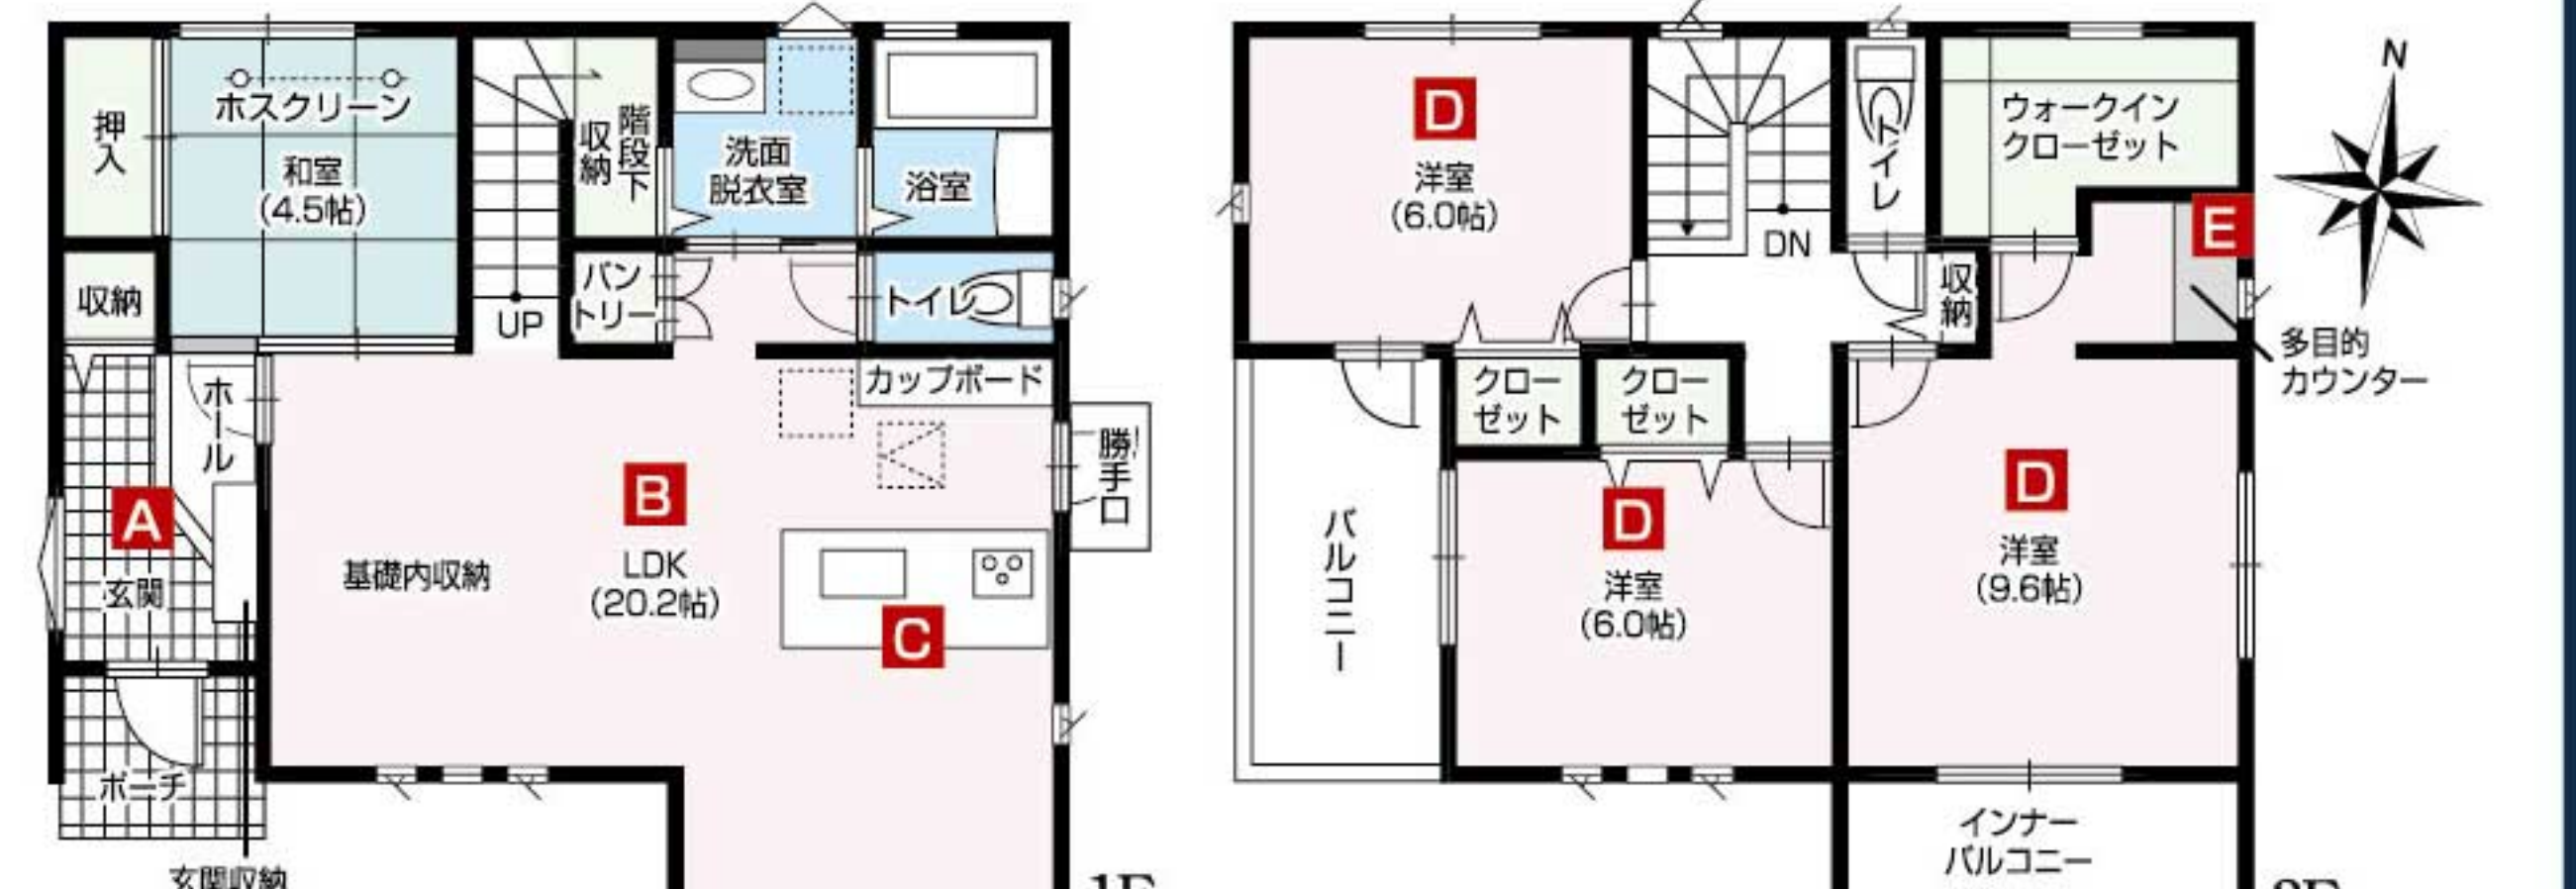 押入
ホスクリーン
和室
(4.5帖)
階段下
収納
洗面
脱衣室
浴室
収納
UP
パン
トリー
トイレ
ホール
カップボード
勝手口
A
玄関
基礎内収納
B
LDK
(20.2帖)
C
ポーチ
玄関収納
1F
D
洋室
(6.0帖)
DN
トイレ
ウォークイン
クローゼット
E
収納
多目的
カウンター
N
クロー
ゼット
クロー
ゼット
バルコニー
D
洋室
(6.0帖)
D
洋室
(9.6帖)
インナー
バルコニー
2F